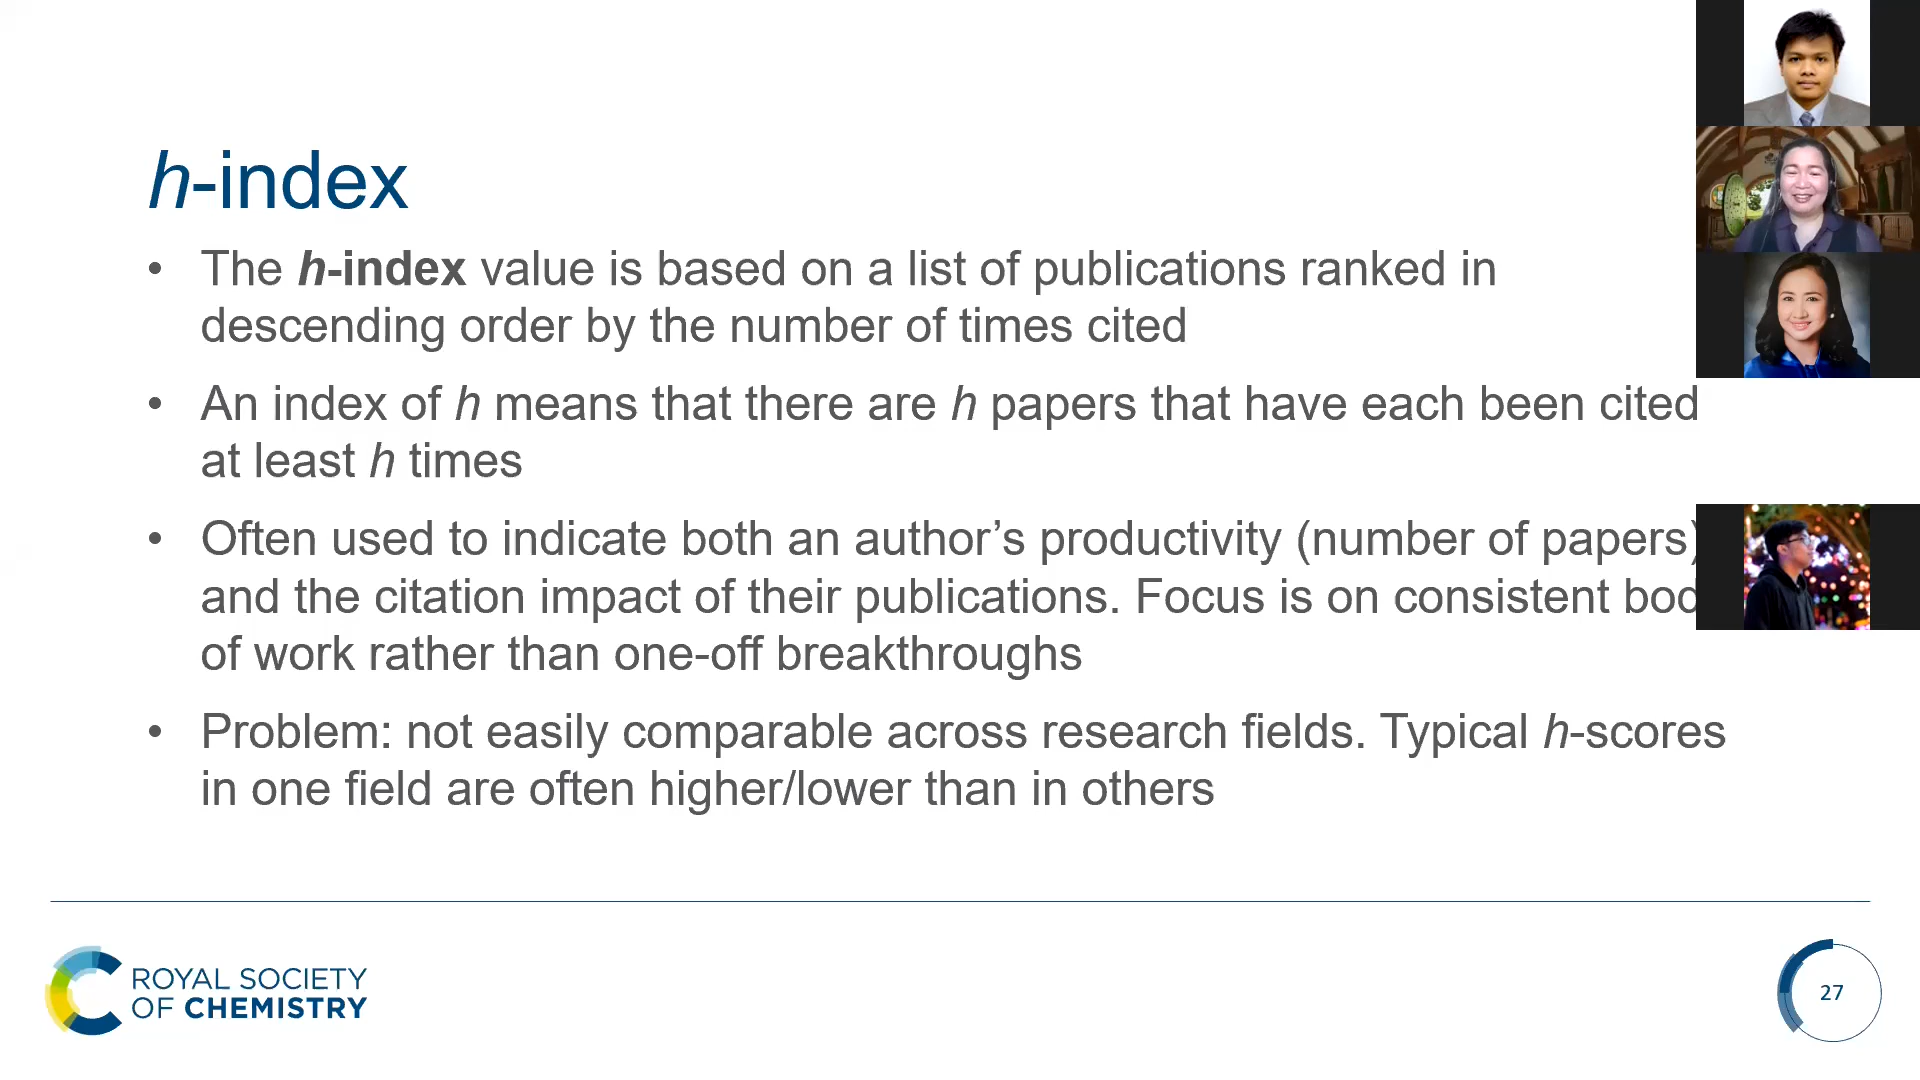 h-index
• The h-index value is based on a list of publications ranked in
descending order by the number of times cited
• An index of h means that there are h papers that have each been cited
at least h times
• Often used to indicate both an author’s productivity (number of papers)
and the citation impact of their publications. Focus is on consistent bod
of work rather than one-off breakthroughs
• Problem: not easily comparable across research fields. Typical h-scores
in one field are often higher/lower than in others
ROYAL SOCIETY
OF CHEMISTRY
27